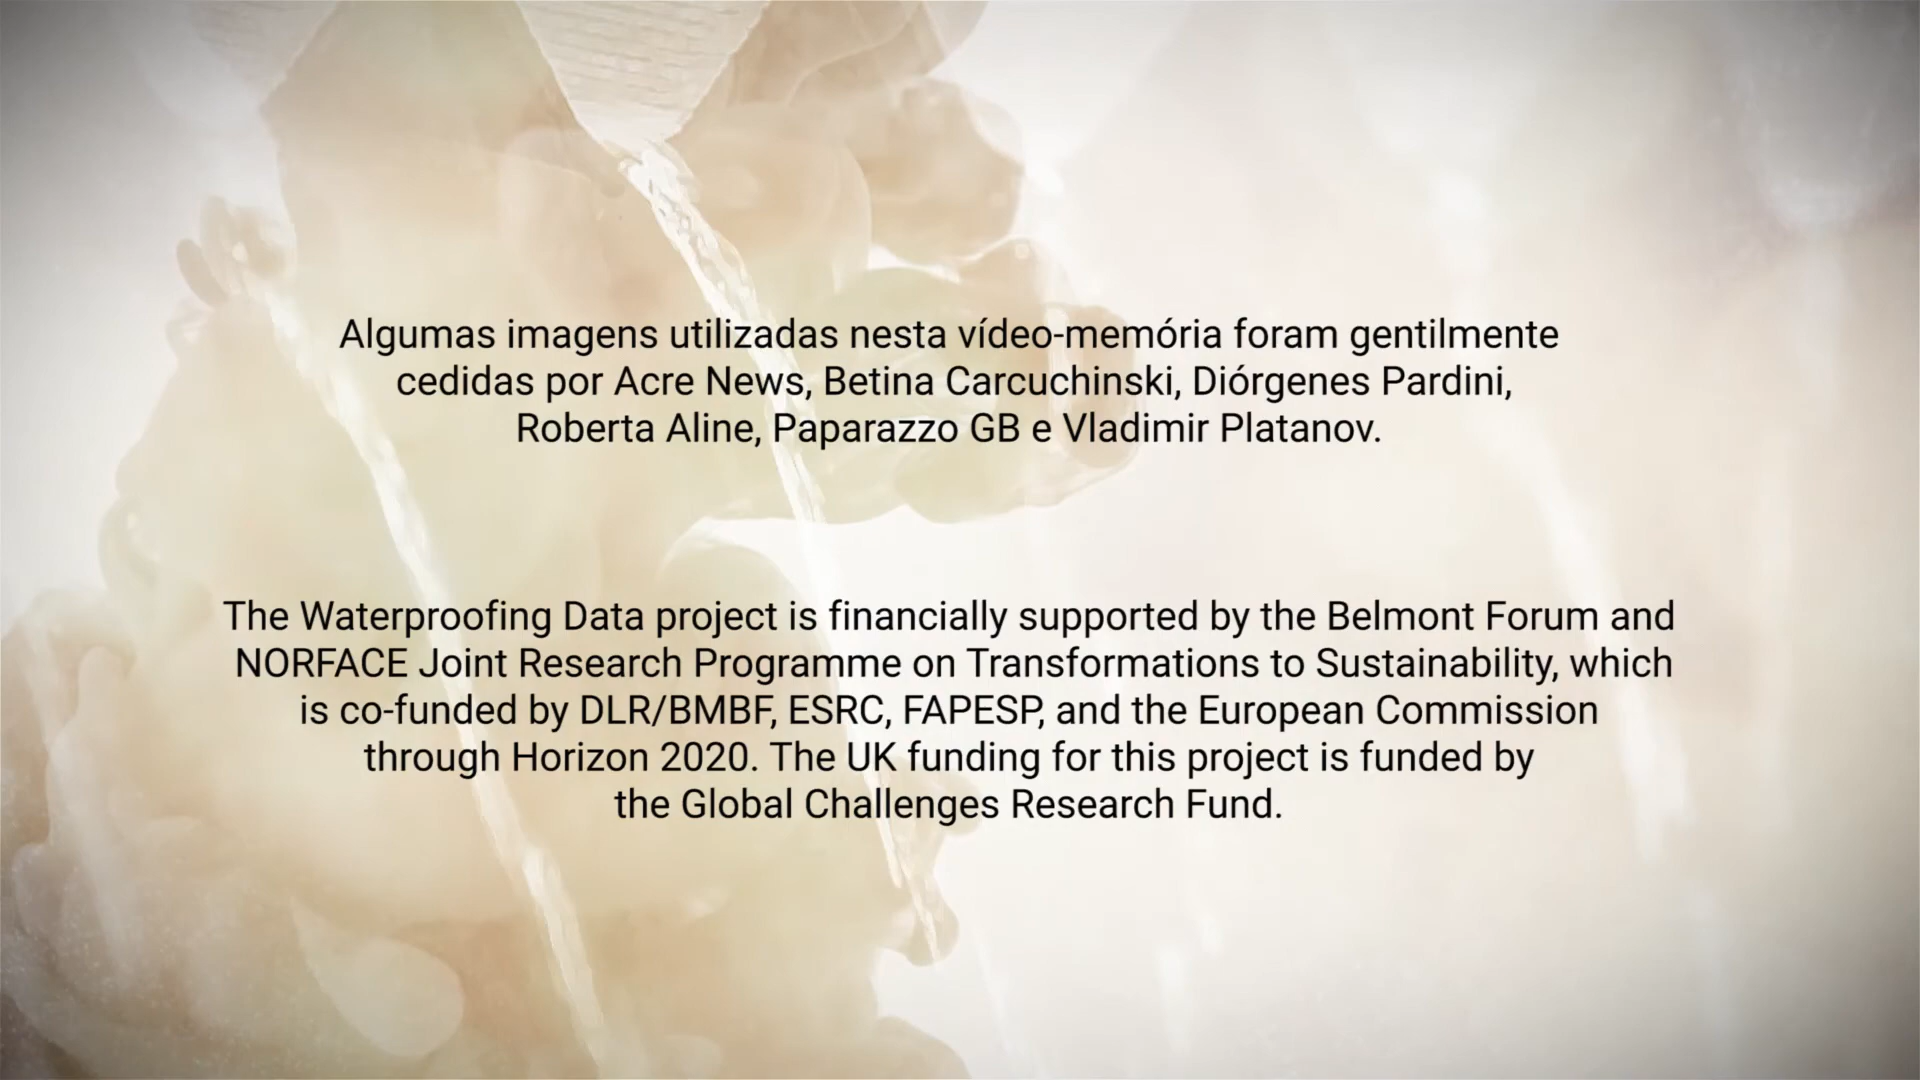 Algumas imagens utilizadas nesta vídeo-memória foram gentilmente
cedidas por Acre News, Betina Carcuchinski, Diórgenes Pardini,
Roberta Aline, Paparazzo GB e Vladimir Platanov.
The Waterproofing Data project is financially supported by the Belmont Forum and
NORFACE Joint Research Programme on Transformations to Sustainability, which
is co-funded by DLR/BMBF, ESRC, FAPESP, and the European Commission
through Horizon 2020. The UK funding for this project is funded by
the Global Challenges Research Fund.